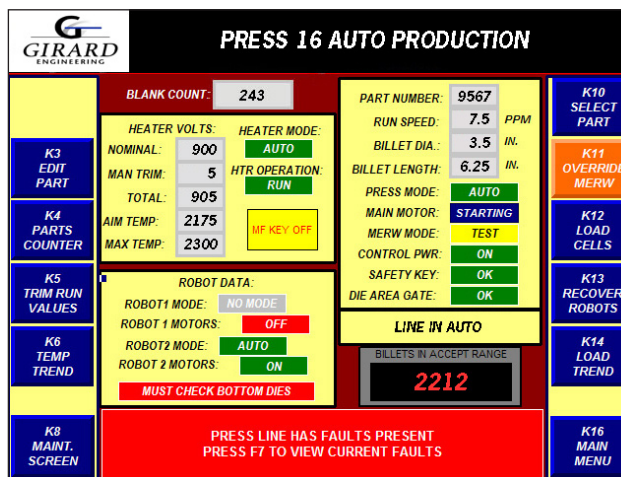 GIRARD
ENGINEERING
PRESS 16 AUTO PRODUCTION
BLANK COUNT: 243
HEATER VOLTS:
HEATER MODE:
AUTO
NOMINAL: 900
MAN TRIM: 5
HTR OPERATION:
RUN
TOTAL: 905
AIM TEMP: 2175
MAX TEMP: 2300
MF KEY OFF
PART NUMBER: 9567
RUN SPEED: 7.5 PPM
BILLET DIA.: 3.5 IN.
BILLET LENGTH: 6.25 IN.
PRESS MODE: AUTO
MAIN MOTOR: STARTING
MERW MODE: TEST
CONTROL PWR: ON
SAFETY KEY: OK
DIE AREA GATE: OK
ROBOT DATA:
ROBOT1 MODE: NO MODE
ROBOT 1 MOTORS: OFF
ROBOT2 MODE: AUTO
ROBOT 2 MOTORS: ON
MUST CHECK BOTTOM DIES
LINE IN AUTO
BILLETS IN ACCEPT RANGE
2212
PRESS LINE HAS FAULTS PRESENT
PRESS F7 TO VIEW CURRENT FAULTS
K3
EDIT
PART
K4
PARTS
COUNTER
K5
TRIM RUN
VALUES
K6
TEMP
TREND
K8
MAINT.
SCREEN
K10
SELECT
PART
K11
OVERRIDE
MERW
K12
LOAD
CELLS
K13
RECOVER
ROBOTS
K14
LOAD
TREND
K16
MAIN
MENU